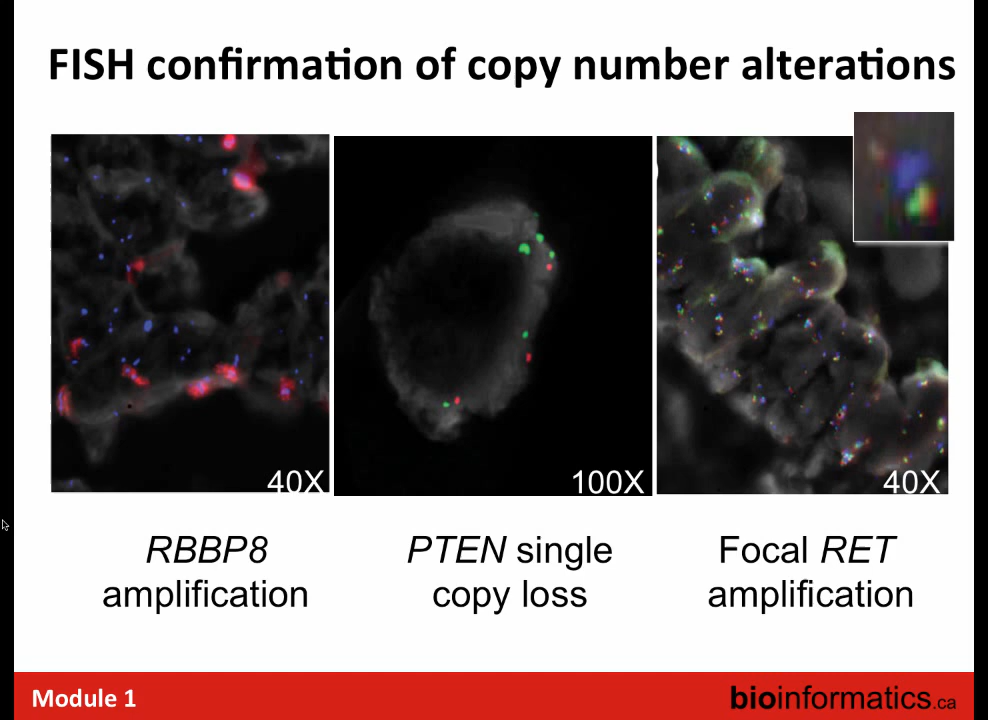 FISH confirmation of copy number alterations
40X
100X
40X
RBBP8
amplification
PTEN single
copy loss
Focal RET
amplification
Module 1
bioinformatics.ca